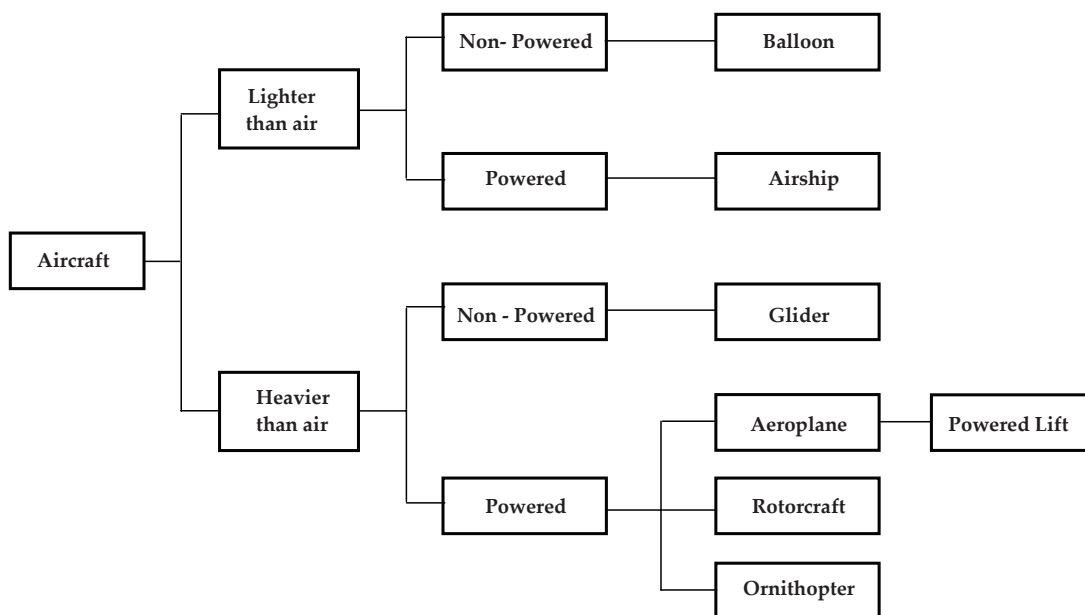 Non- Powered
Balloon
Lighter
than air
Powered
Airship
Aircraft
Non - Powered
Glider
Heavier
than air
Aeroplane
Powered Lift
Powered
Rotorcraft
Ornithopter